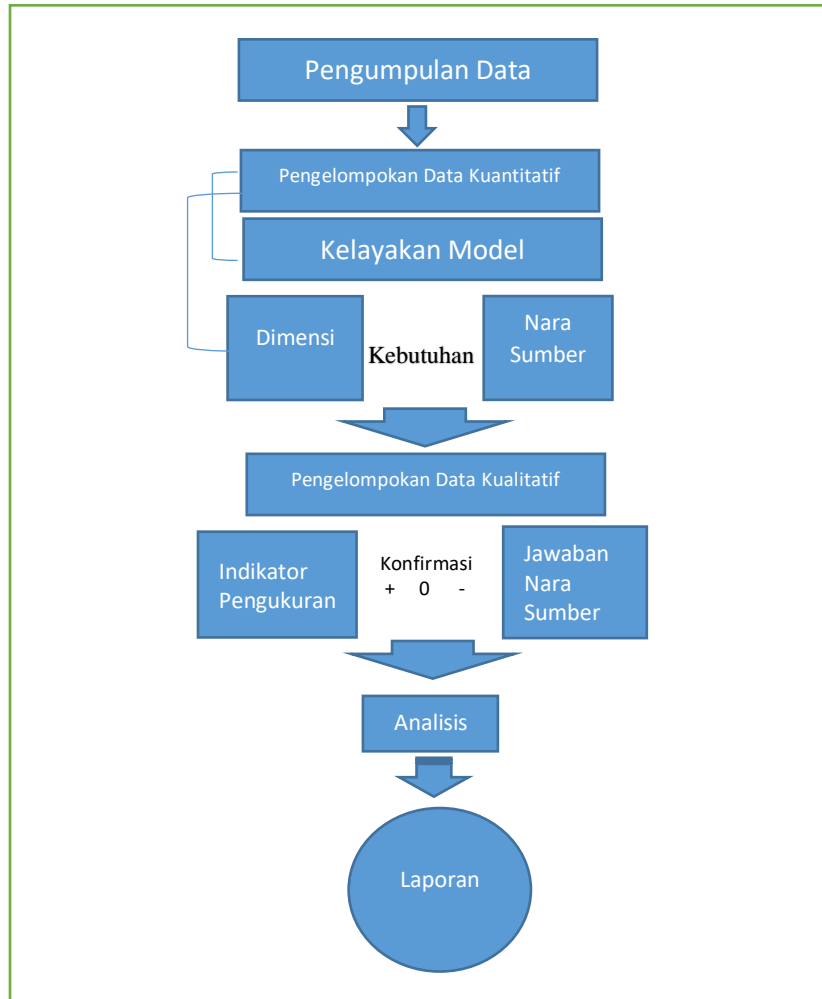 Pengumpulan Data
Pengelompokan Data Kuantitatif
Kelayakan Model
Dimensi
Kebutuhan
Nara
Sumber
Pengelompokan Data Kualitatif
Indikator
Pengukuran
Konfirmasi
+ 0 -
Jawaban
Nara
Sumber
Analisis
Laporan